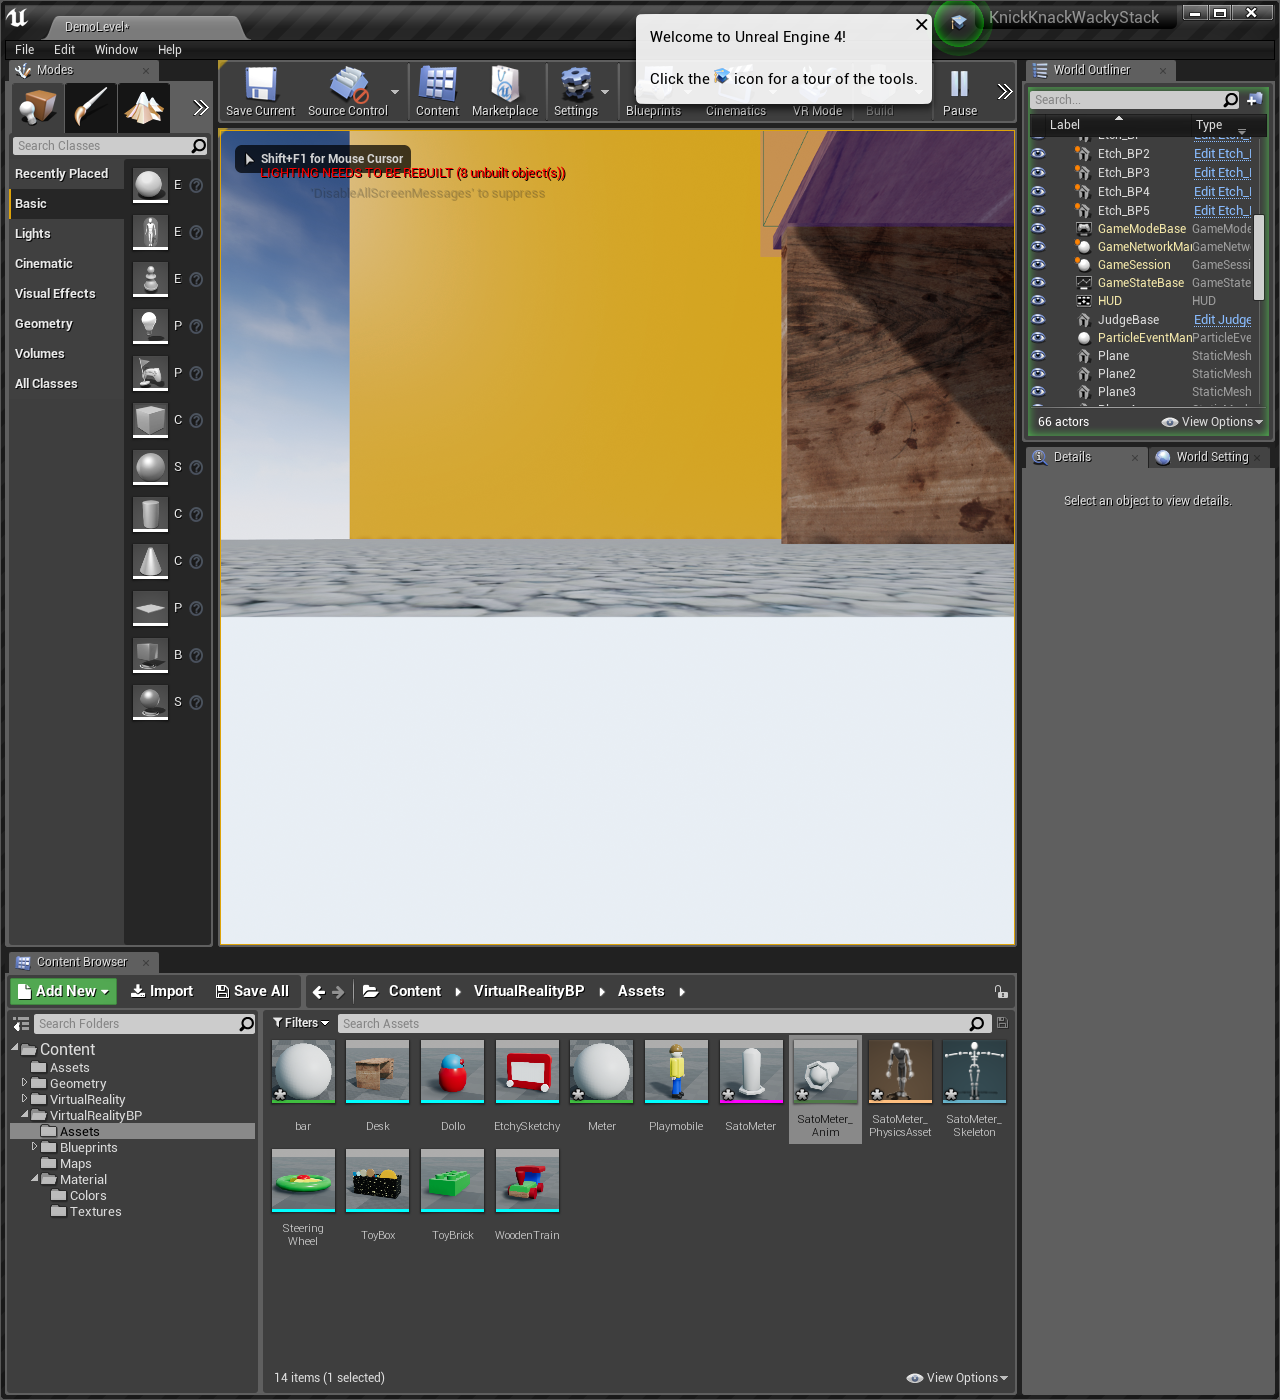 DemoLevel*
KnickKnackWackyStack
File Edit Window Help
Welcome to Unreal Engine 4!
Click the icon for a tour of the tools.
Modes
Search Classes
Recently Placed
Basic
Lights
Cinematic
Visual Effects
Geometry
Volumes
All Classes
E
E
E
P
P
C
S
C
C
P
B
S
Save Current
Source Control
Content
Marketplace
Settings
Blueprints
Cinematics
VR Mode
Build
Pause
Shift+F1 for Mouse Cursor
LIGHTING NEEDS TO BE REBUILT (8 unbuilt object(s))
'DisableAllScreenMessages' to suppress
World Outliner
Search...
Label Type
Etch_BP2 Edit Etch_
Etch_BP3 Edit Etch_
Etch_BP4 Edit Etch_
Etch_BP5 Edit Etch_
GameModeBase GameMode
GameNetworkMar GameNetw
GameSession GameSessi
GameStateBase GameState
HUD HUD
JudgeBase Edit Judge
ParticleEventMan ParticleEve
Plane StaticMesh
Plane2 StaticMesh
Plane3 StaticMesh
66 actors View Options
Details
World Setting
Select an object to view details.
Content Browser
Add New Import Save All Content VirtualRealityBP Assets
Search Folders
Content
Assets
Geometry
VirtualReality
VirtualRealityBP
Assets
Blueprints
Maps
Material
Colors
Textures
Filters Search Assets
bar
Desk
Dollo
EtchySketchy
Meter
Playmobile
SatoMeter
SatoMeter_
Anim
SatoMeter_
PhysicsAsset
SatoMeter_
Skeleton
Steering
Wheel
ToyBox
ToyBrick
WoodenTrain
14 items (1 selected) View Options